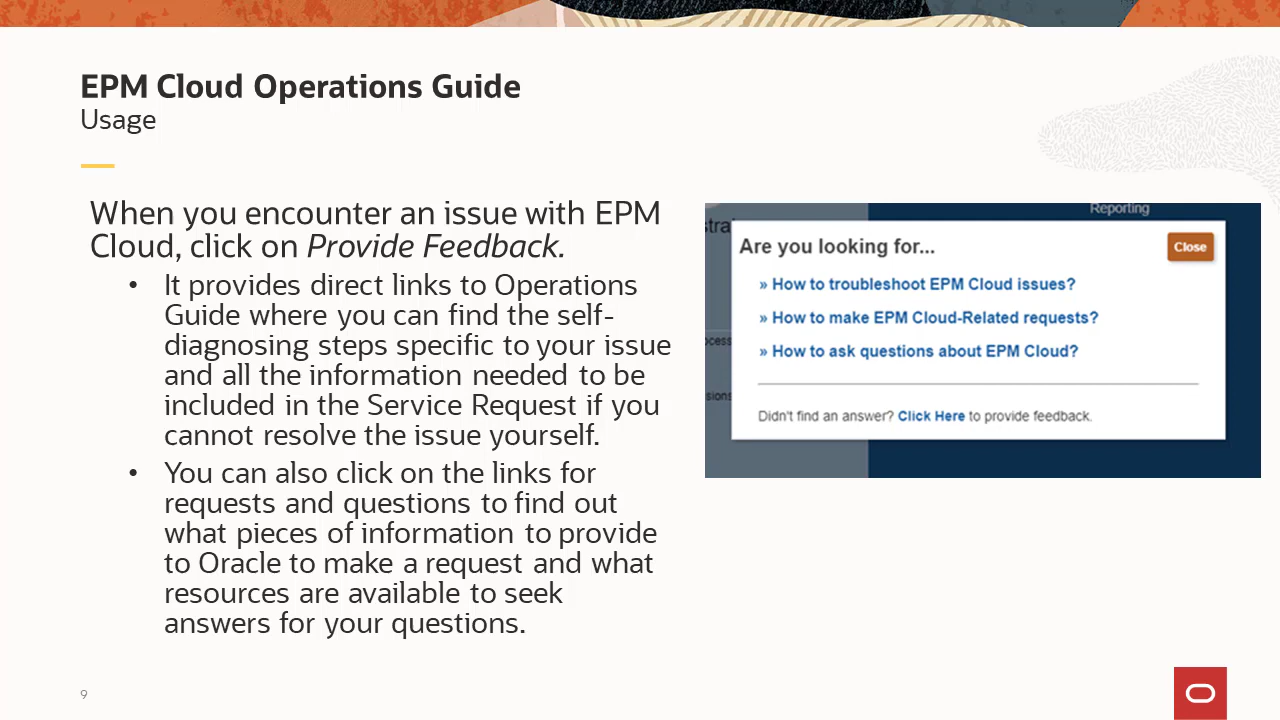 EPM Cloud Operations Guide
Usage
When you encounter an issue with EPM
Cloud, click on Provide Feedback.
• It provides direct links to Operations
Guide where you can find the self-
diagnosing steps specific to your issue
and all the information needed to be
included in the Service Request if you
cannot resolve the issue yourself.
• You can also click on the links for
requests and questions to find out
what pieces of information to provide
to Oracle to make a request and what
resources are available to seek
answers for your questions.
Reporting
Are you looking for...
Close
» How to troubleshoot EPM Cloud issues?
» How to make EPM Cloud-Related requests?
» How to ask questions about EPM Cloud?
Didn't find an answer? Click Here to provide feedback.
9